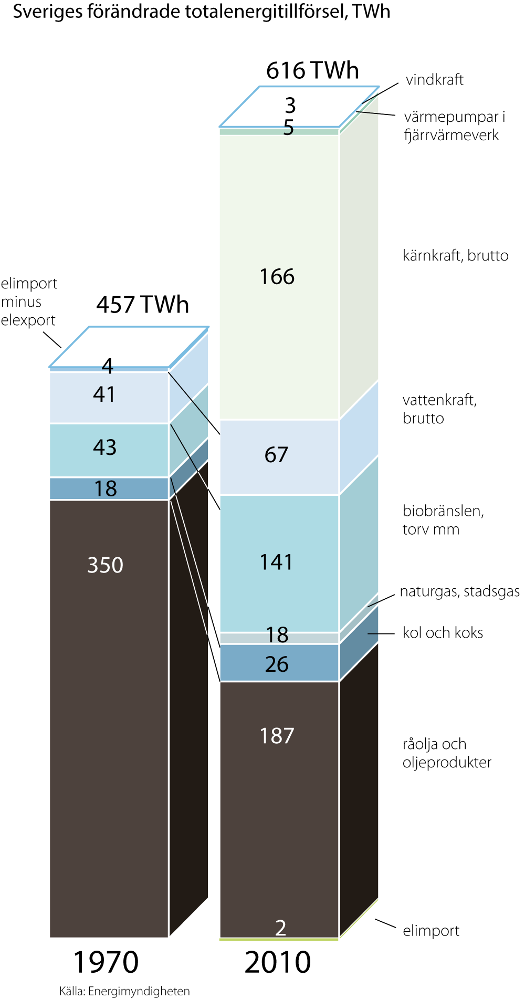 Sveriges förändrade totalenergitillförsel, TWh
616 TWh
vindkraft
3
värmepumpar i
fjärrvärmeverk
5
kärnkraft, brutto
166
elimport
minus
elexport
457 TWh
4
41
43
18
350
vattenkraft,
brutto
67
biobränslen,
torv mm
141
naturgas, stadsgas
18
kol och koks
26
187
råolja och
oljeprodukter
2
elimport
1970
2010
Källa: Energimyndigheten